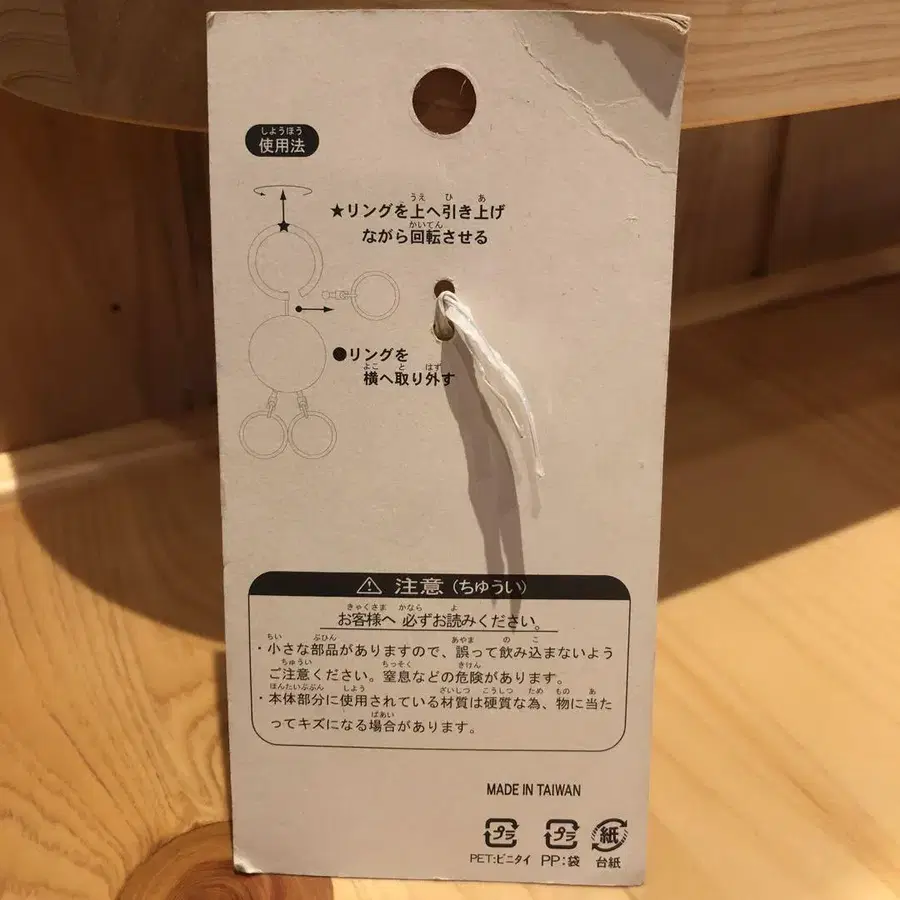 しようほう
使用法
うえ ひ あ
★リングを上へ引き上げ
かいてん
ながら回転させる
●リングを
よこ と はず
横へ取り外す
⚠ 注意(ちゅうい)
きゃくさま かなら よ
お客様へ 必ずお読みください。
ちい ぶひん あやま の こ
・小さな部品がありますので、誤って飲み込まないよう
ちゅうい ちっそく きけん
ご注意ください。窒息などの危険があります。
ほんたいぶぶん しよう ざいしつ こうしつ ため もの あ
・本体部分に使用されている材質は硬質な為、物に当た
ばあい
ってキズになる場合があります。
MADE IN TAIWAN
プラ プラ 紙
PET:ビニタイ PP:袋 台紙